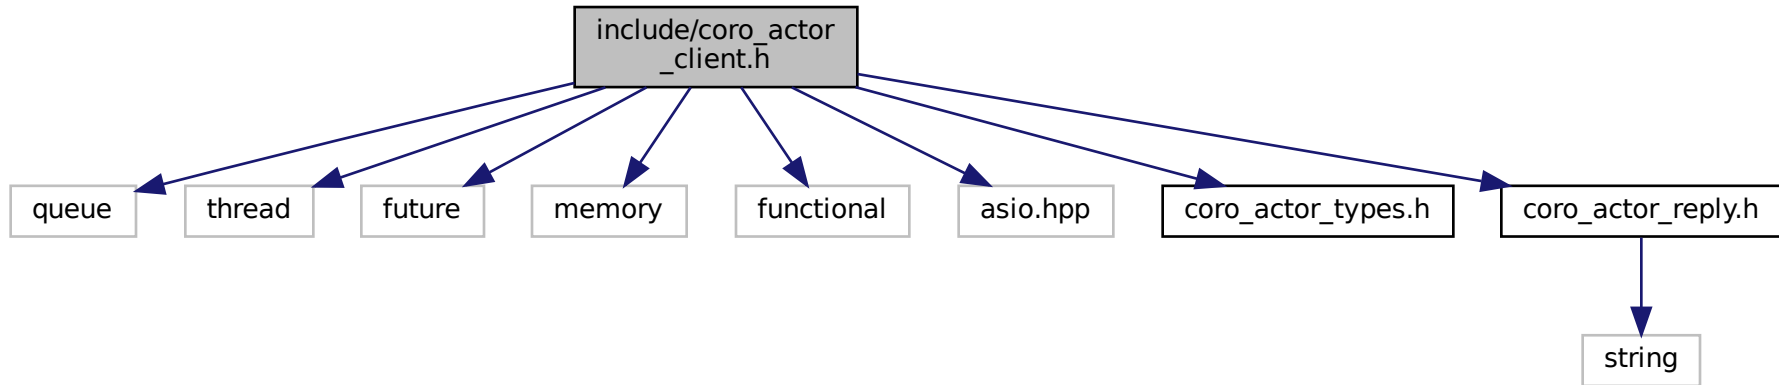 include/coro_actor
_client.h
queue
thread
future
memory
functional
asio.hpp
coro_actor_types.h
coro_actor_reply.h
string